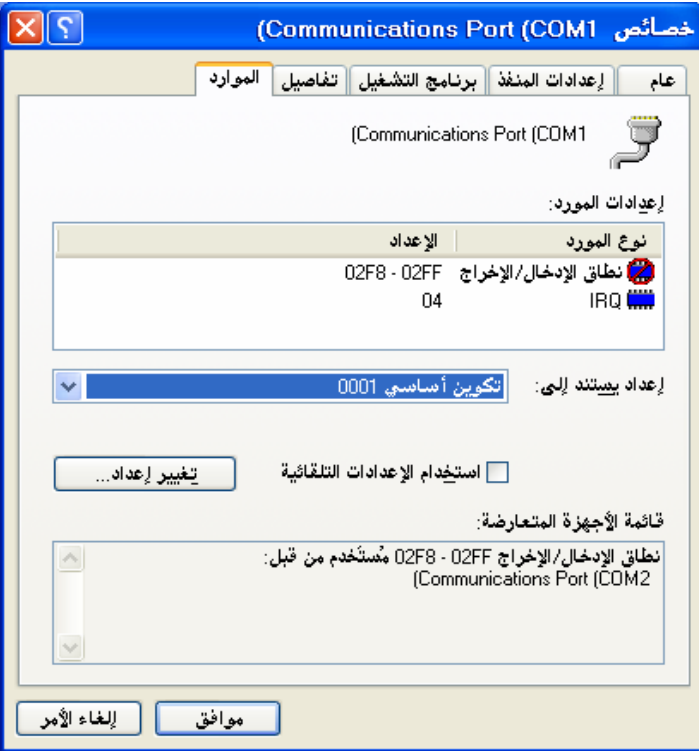 خصائص (Communications Port (COM1
عام
إعدادات المنفذ
برنامج التشغيل
تفاصيل
الموارد
(Communications Port (COM1
إعدادات المورد:
نوع المورد الإعداد
نطاق الإدخال/الإخراج 02F8 - 02FF
IRQ 04
إعداد يستند إلى: تكوين أساسي 0001
استخدام الإعدادات التلقائية
تغيير إعداد...
قائمة الأجهزة المتعارضة:
نطاق الإدخال/الإخراج 02F8 - 02FF مُستَخدم من قبل:
(Communications Port (COM2
موافق
إلغاء الأمر